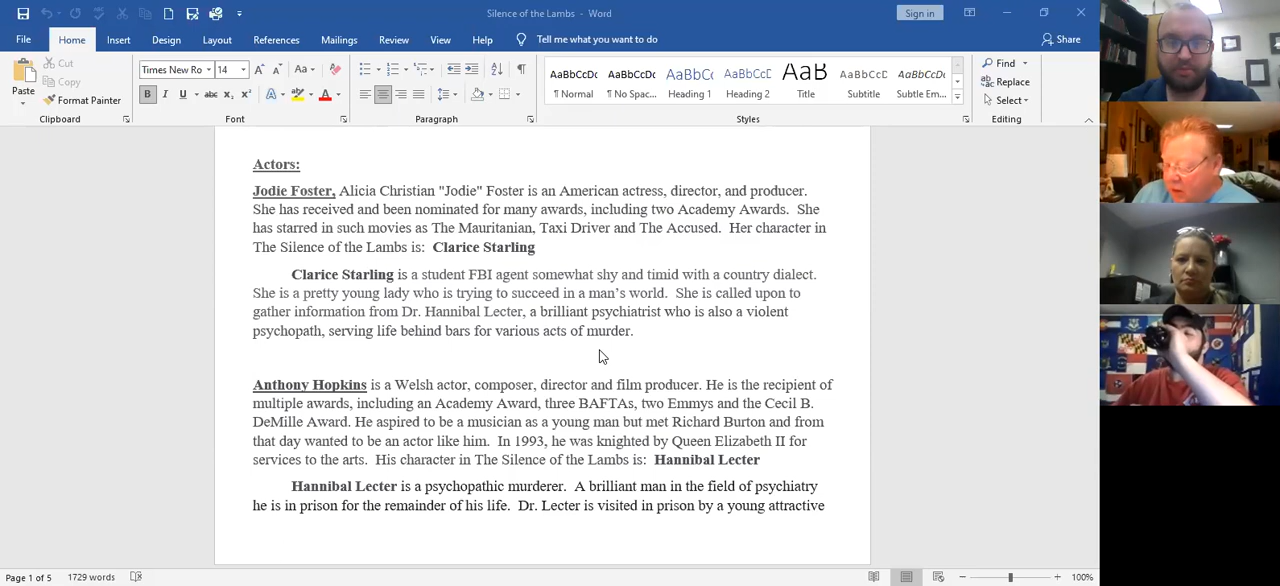 Silence of the Lambs - Word
Sign in
File Home Insert Design Layout References Mailings Review View Help Tell me what you want to do Share
Paste
Cut
Copy
Format Painter
Clipboard
Times New Ro 14
Font
Paragraph
AaBbCcDc AaBbCcDc AaBbC AaBbCcD AaB AaBbCcD AaBbCcD
¶ Normal ¶ No Spac... Heading 1 Heading 2 Title Subtitle Subtle Em...
Styles
Find
Replace
Select
Editing
Actors:
Jodie Foster, Alicia Christian "Jodie" Foster is an American actress, director, and producer.
She has received and been nominated for many awards, including two Academy Awards. She
has starred in such movies as The Mauritanian, Taxi Driver and The Accused. Her character in
The Silence of the Lambs is: Clarice Starling
Clarice Starling is a student FBI agent somewhat shy and timid with a country dialect.
She is a pretty young lady who is trying to succeed in a man's world. She is called upon to
gather information from Dr. Hannibal Lecter, a brilliant psychiatrist who is also a violent
psychopath, serving life behind bars for various acts of murder.
Anthony Hopkins is a Welsh actor, composer, director and film producer. He is the recipient of
multiple awards, including an Academy Award, three BAFTAs, two Emmys and the Cecil B.
DeMille Award. He aspired to be a musician as a young man but met Richard Burton and from
that day wanted to be an actor like him. In 1993, he was knighted by Queen Elizabeth II for
services to the arts. His character in The Silence of the Lambs is: Hannibal Lecter
Hannibal Lecter is a psychopathic murderer. A brilliant man in the field of psychiatry
he is in prison for the remainder of his life. Dr. Lecter is visited in prison by a young attractive
Page 1 of 5 1729 words
100%